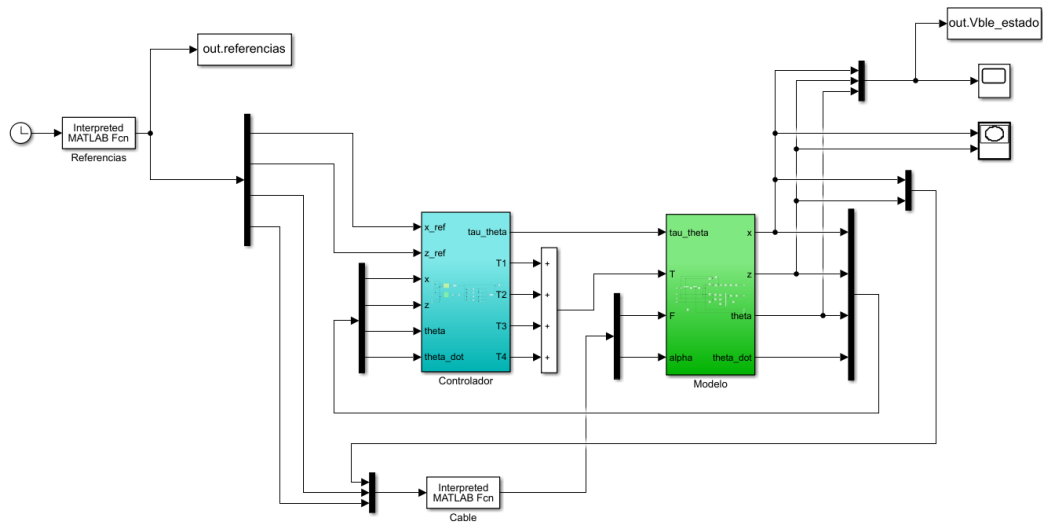 out.Vble_estado
out.referencias
Interpreted
MATLAB Fcn
Referencias
x_ref
z_ref
x
z
theta
theta_dot
tau_theta
T1
T2
T3
T4
Controlador
+
+
+
+
tau_theta
T
F
alpha
x
z
theta
theta_dot
Modelo
Interpreted
MATLAB Fcn
Cable